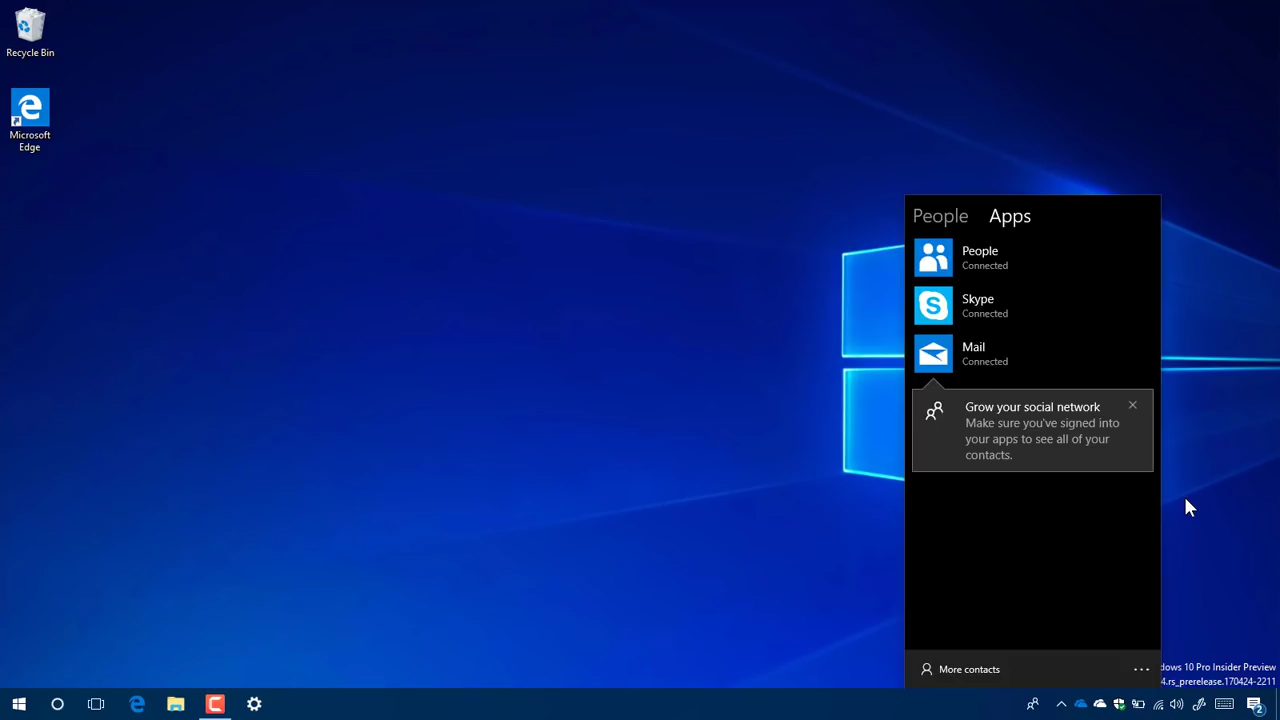 Recycle Bin
Microsoft
Edge
People Apps
People
Connected
Skype
Connected
Mail
Connected
Grow your social network
Make sure you've signed into
your apps to see all of your
contacts.
More contacts
dows 10 Pro Insider Preview
4.rs_prerelease.170424-2211
2